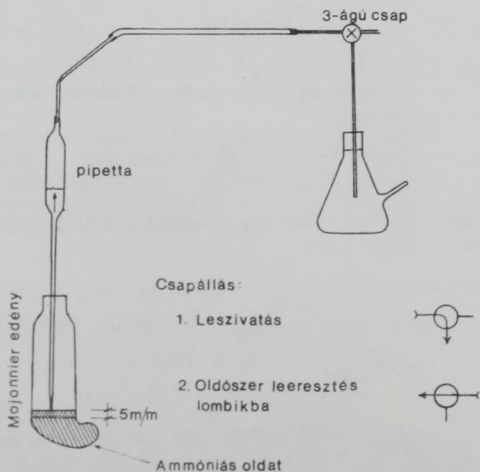 3-ágú csap
pipetta
Mojonnier edény
Csapállás:
1. Leszivatás
2. Oldószer leeresztés
lombikba
5m/m
Ammóniás oldat